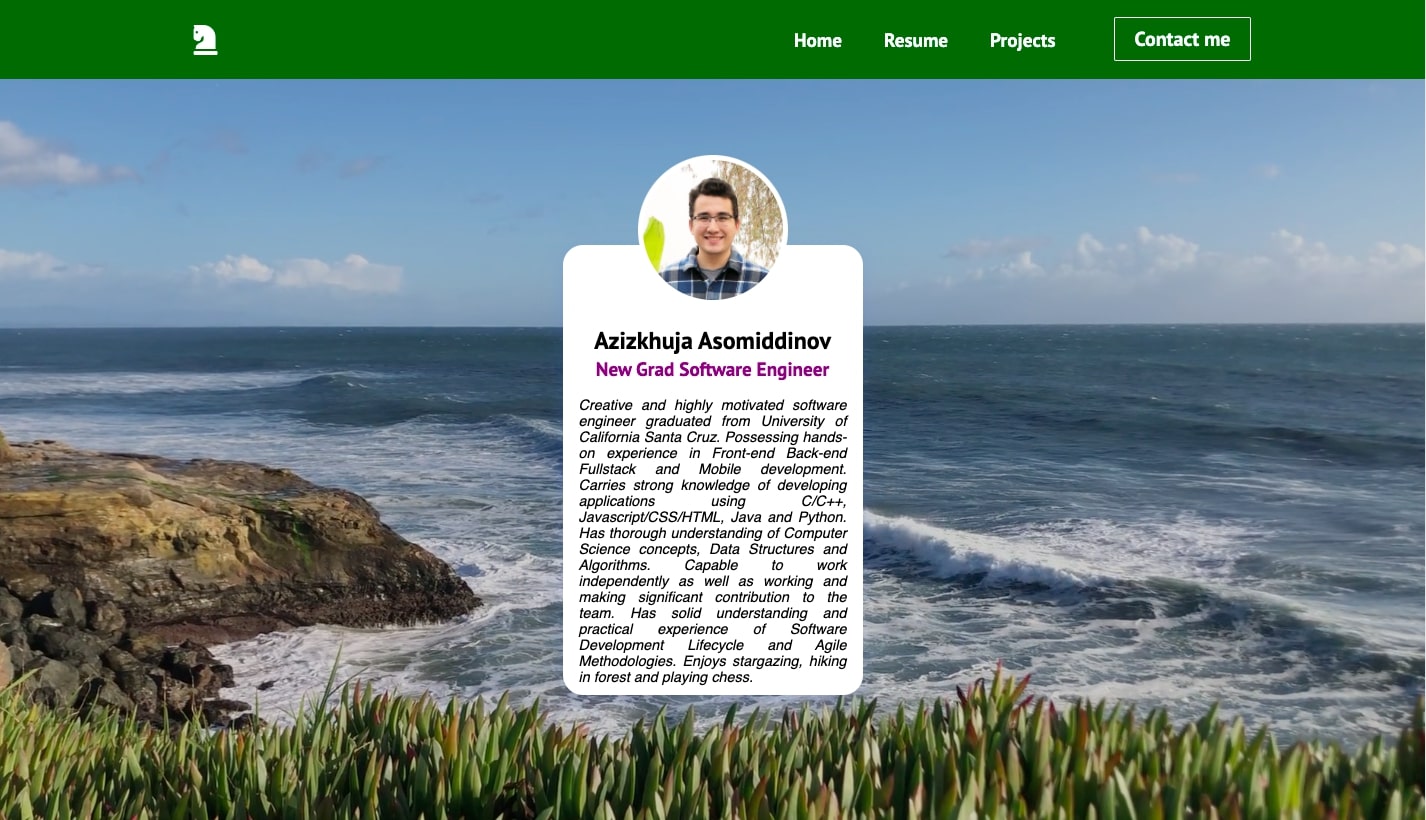 Home Resume Projects Contact me
Azizkhuja Asomiddinov
New Grad Software Engineer
Creative and highly motivated software
engineer graduated from University of
California Santa Cruz. Possessing hands-
on experience in Front-end Back-end
Fullstack and Mobile development.
Carries strong knowledge of developing
applications using C/C++,
Javascript/CSS/HTML, Java and Python.
Has thorough understanding of Computer
Science concepts, Data Structures and
Algorithms. Capable to work
independently as well as working and
making significant contribution to the
team. Has solid understanding and
practical experience of Software
Development Lifecycle and Agile
Methodologies. Enjoys stargazing, hiking
in forest and playing chess.